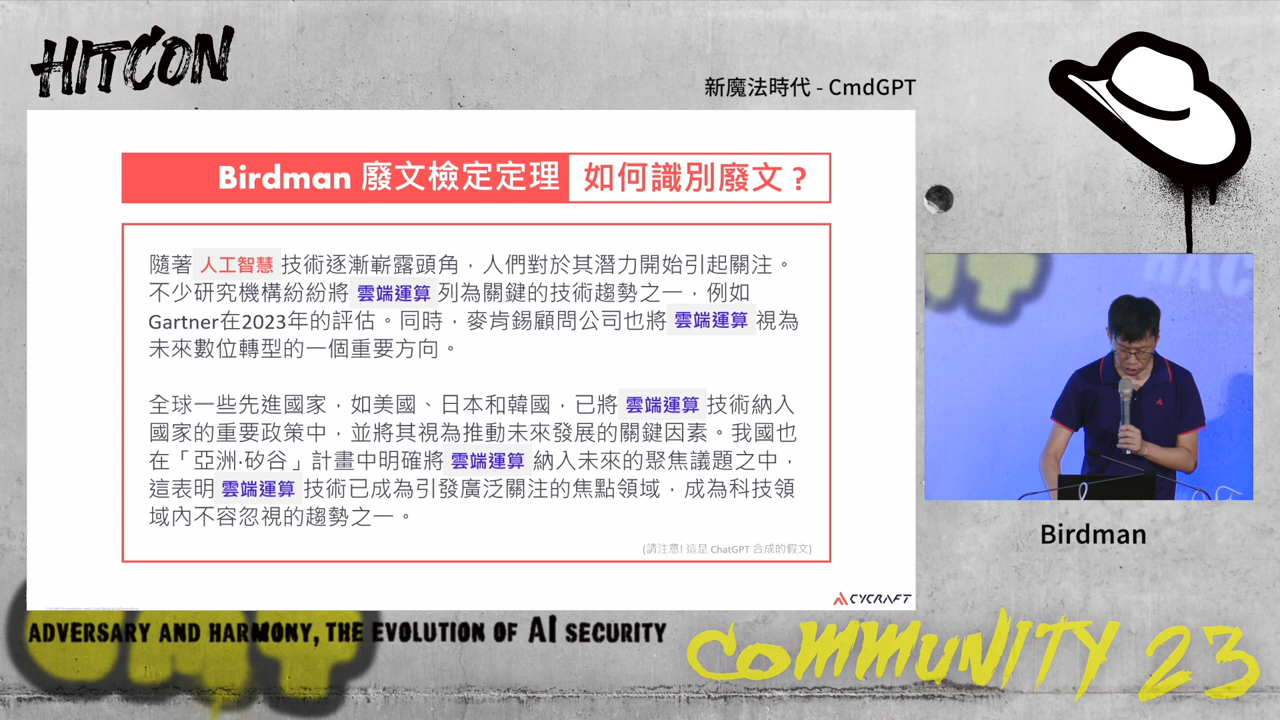 HITCON
新魔法時代 - CmdGPT
Birdman 廢文檢定定理 如何識別廢文？
隨著 人工智慧 技術逐漸嶄露頭角，人們對於其潛力開始引起關注。
不少研究機構紛紛將 雲端運算 列為關鍵的技術趨勢之一，例如
Gartner在2023年的評估。同時，麥肯錫顧問公司也將 雲端運算 視為
未來數位轉型的一個重要方向。
全球一些先進國家，如美國、日本和韓國，已將 雲端運算 技術納入
國家的重要政策中，並將其視為推動未來發展的關鍵因素。我國也
在「亞洲·矽谷」計畫中明確將 雲端運算 納入未來的聚焦議題之中，
這表明 雲端運算 技術已成為引發廣泛關注的焦點領域，成為科技領
域內不容忽視的趨勢之一。
(請注意! 這是 ChatGPT 合成的假文)
CYCRAFT
Birdman
ADVERSARY AND HARMONY, THE EVOLUTION OF AI SECURITY
COMMUNITY 23